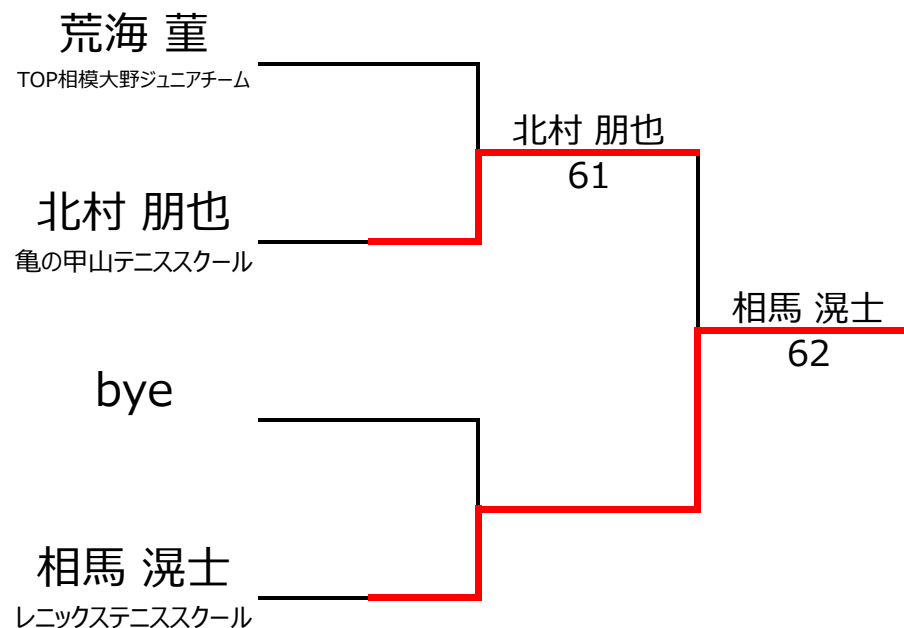 荒海 菫
TOP相模大野ジュニアチーム
北村 朋也
61
北村 朋也
亀の甲山テニススクール
相馬 滉士
62
bye
相馬 滉士
レニックステニススクール